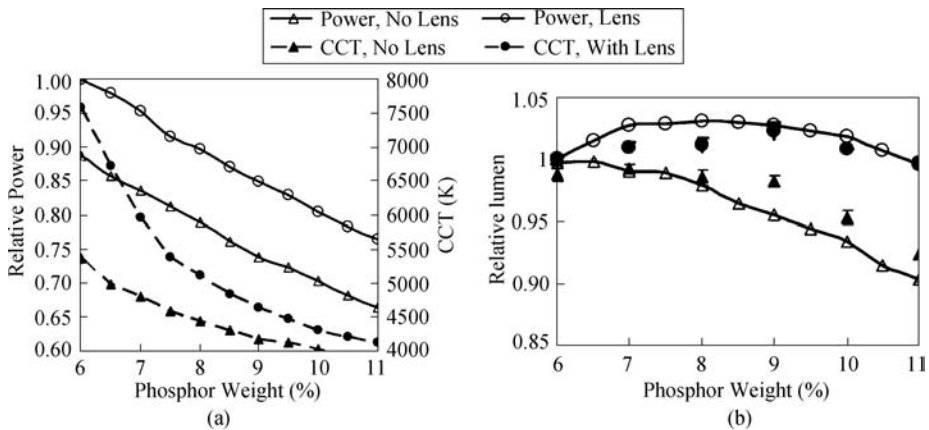 Power, No Lens
Power, Lens
CCT, No Lens
CCT, With Lens
Relative Power
1.00
0.95
0.90
0.85
0.80
0.75
0.70
0.65
0.60
8000
7500
7000
6500
6000
5500
5000
4500
4000
CCT (K)
6 7 8 9 10 11
Phosphor Weight (%)
(a)
Relative lumen
1.05
1
0.95
0.90
0.85
6 7 8 9 10 11
Phosphor Weight (%)
(b)